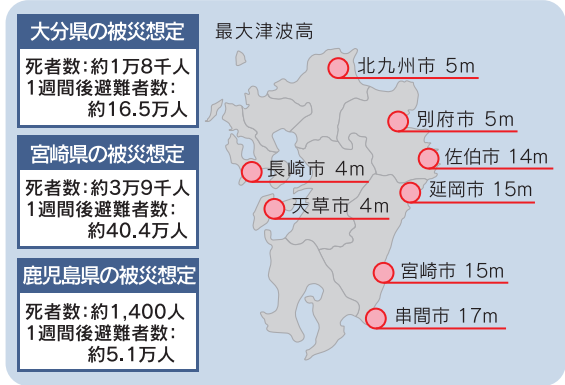 大分県の被災想定
死者数:約1万8千人
1週間後避難者数:
約16.5万人
宮崎県の被災想定
死者数:約3万9千人
1週間後避難者数:
約40.4万人
鹿児島県の被災想定
死者数:約1,400人
1週間後避難者数:
約5.1万人
最大津波高
北九州市 5m
別府市 5m
佐伯市 14m
長崎市 4m
延岡市 15m
天草市 4m
宮崎市 15m
串間市 17m